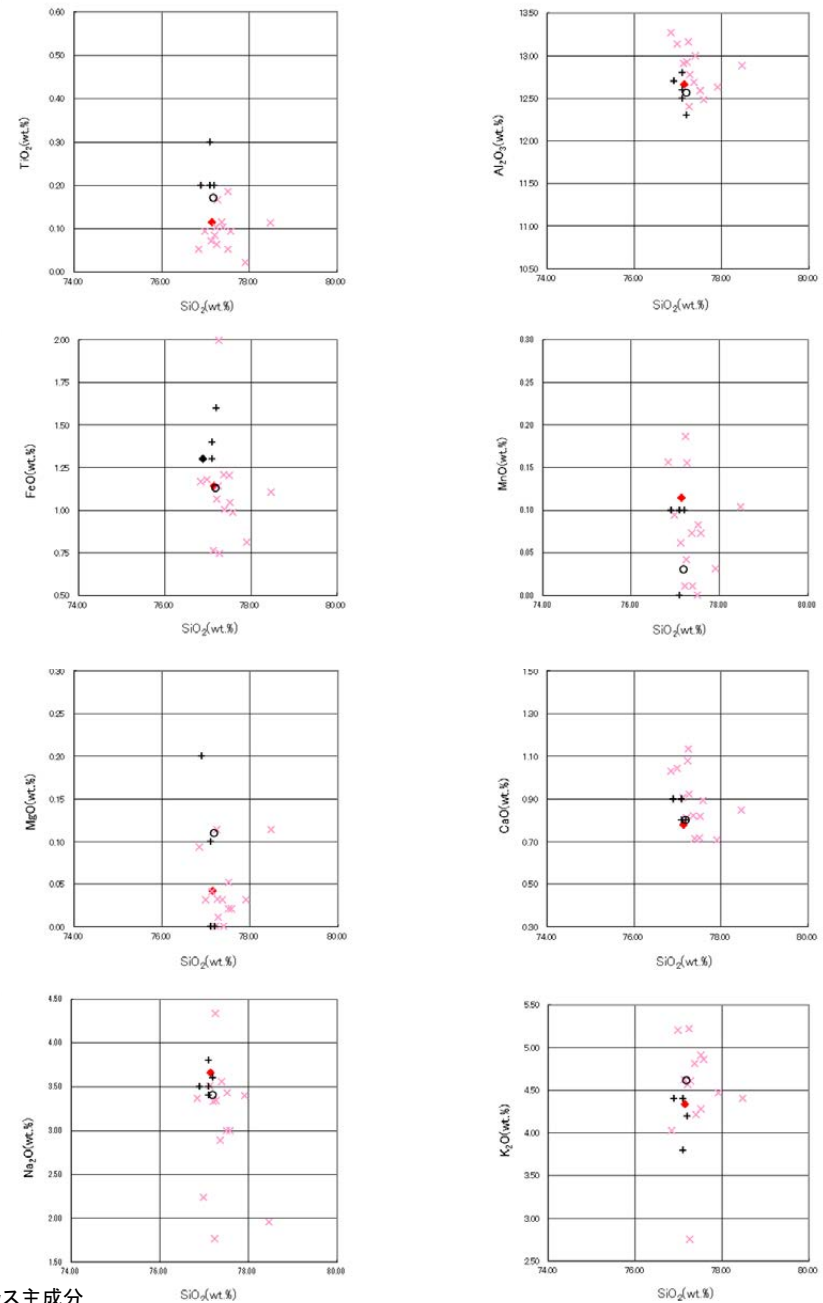 TiO2(wt.%)
0.60
0.50
0.40
0.30
0.20
0.10
0.00
74.00 76.00 78.00 80.00
SiO2(wt.%)
Al2O3(wt.%)
13.50
13.00
12.50
12.00
11.50
11.00
10.50
74.00 76.00 78.00 80.00
SiO2(wt.%)
FeO(wt.%)
2.00
1.75
1.50
1.25
1.00
0.75
0.50
74.00 76.00 78.00 80.00
SiO2(wt.%)
MnO(wt.%)
0.30
0.25
0.20
0.15
0.10
0.05
0.00
74.00 76.00 78.00 80.00
SiO2(wt.%)
MgO(wt.%)
0.30
0.25
0.20
0.15
0.10
0.05
0.00
74.00 76.00 78.00 80.00
SiO2(wt.%)
CaO(wt.%)
1.50
1.30
1.10
0.90
0.70
0.50
0.30
74.00 76.00 78.00 80.00
SiO2(wt.%)
Na2O(wt.%)
4.50
4.00
3.50
3.00
2.50
2.00
1.50
74.00 76.00 78.00 80.00
SiO2(wt.%)
K2O(wt.%)
5.50
5.00
4.50
4.00
3.50
3.00
2.50
74.00 76.00 78.00 80.00
SiO2(wt.%)
ス主成分